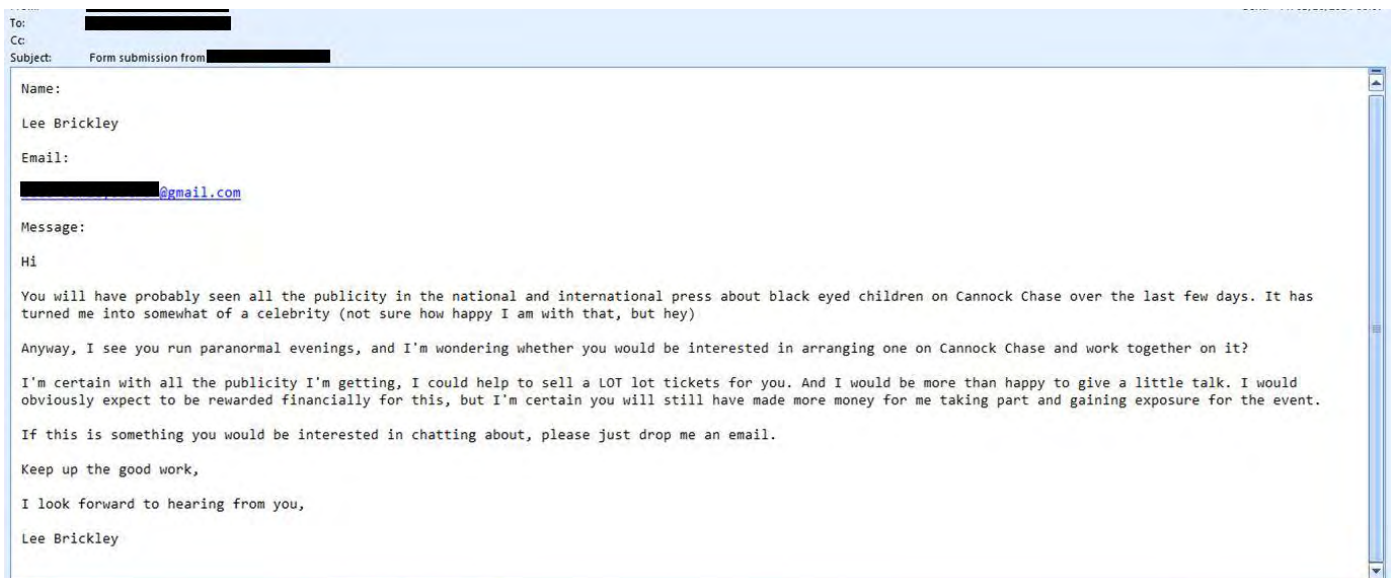 To:
Cc:
Subject: Form submission from
Name:
Lee Brickley
Email:
@gmail.com
Message:
Hi
You will have probably seen all the publicity in the national and international press about black eyed children on Cannock Chase over the last few days. It has
turned me into somewhat of a celebrity (not sure how happy I am with that, but hey)
Anyway, I see you run paranormal evenings, and I'm wondering whether you would be interested in arranging one on Cannock Chase and work together on it?
I'm certain with all the publicity I'm getting, I could help to sell a LOT lot tickets for you. And I would be more than happy to give a little talk. I would
obviously expect to be rewarded financially for this, but I'm certain you will still have made more money for me taking part and gaining exposure for the event.
If this is something you would be interested in chatting about, please just drop me an email.
Keep up the good work,
I look forward to hearing from you,
Lee Brickley